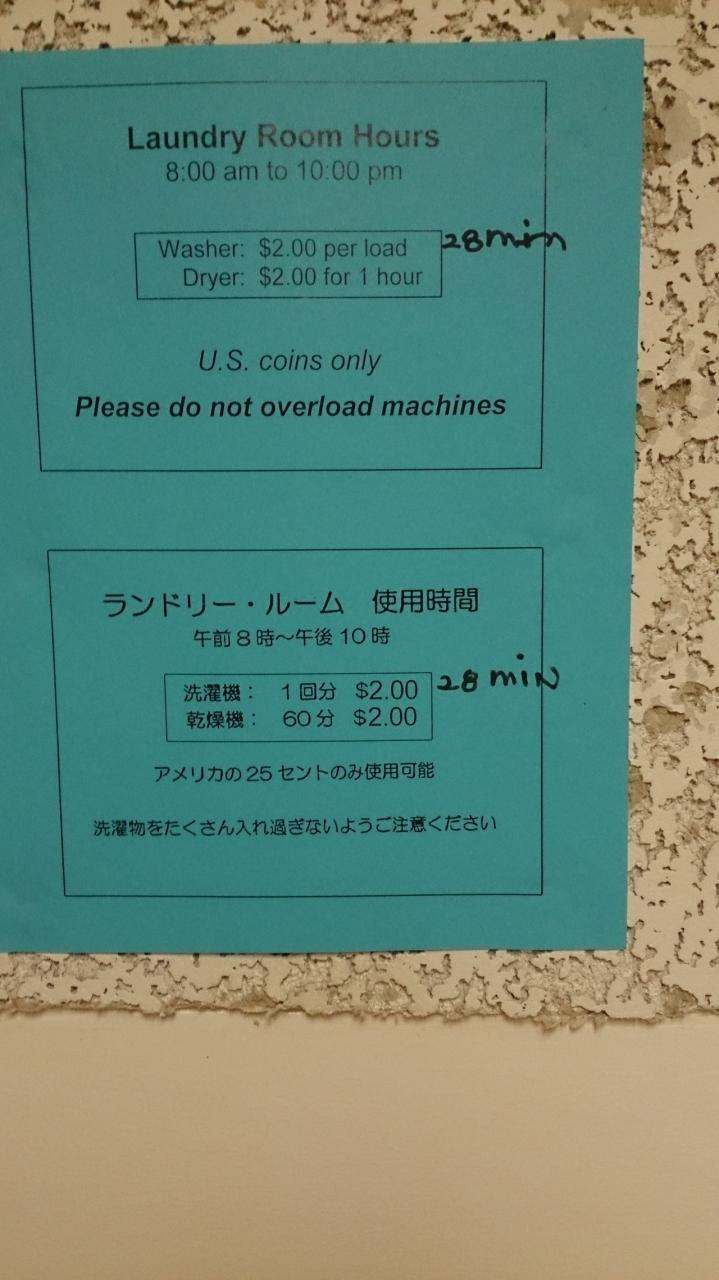 Laundry Room Hours
8:00 am to 10:00 pm
Washer: $2.00 per load 28min
Dryer: $2.00 for 1 hour
U.S. coins only
Please do not overload machines
ランドリー・ルーム 使用時間
午前8時~午後10時
洗濯機： 1回分 $2.00 28 miN
乾燥機： 60分 $2.00
アメリカの25セントのみ使用可能
洗濯物をたくさん入れ過ぎないようご注意ください